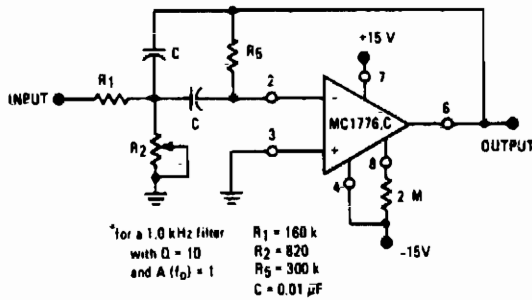 C
R5
+15 V
7
R1
2
INPUT
C
-
MC1776,C
6
3
+
OUTPUT
R2
8
4
2 M
-15V
*for a 1.0 kHz filter
with Q = 10
and A (fo) = 1
R1 = 160 k
R2 = 820
R5 = 300 k
C = 0.01 μF